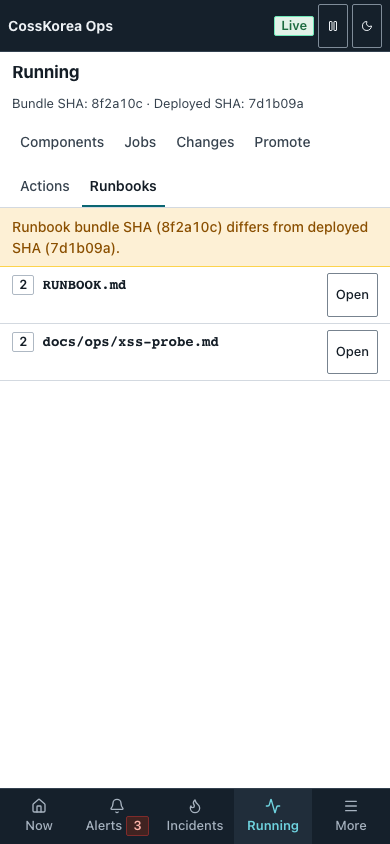 CossKorea Ops
Live
Running
Bundle SHA: 8f2a10c · Deployed SHA: 7d1b09a
Components Jobs Changes Promote
Actions Runbooks
Runbook bundle SHA (8f2a10c) differs from deployed
SHA (7d1b09a).
2 RUNBOOK.md Open
2 docs/ops/xss-probe.md Open
Now Alerts 3 Incidents Running More